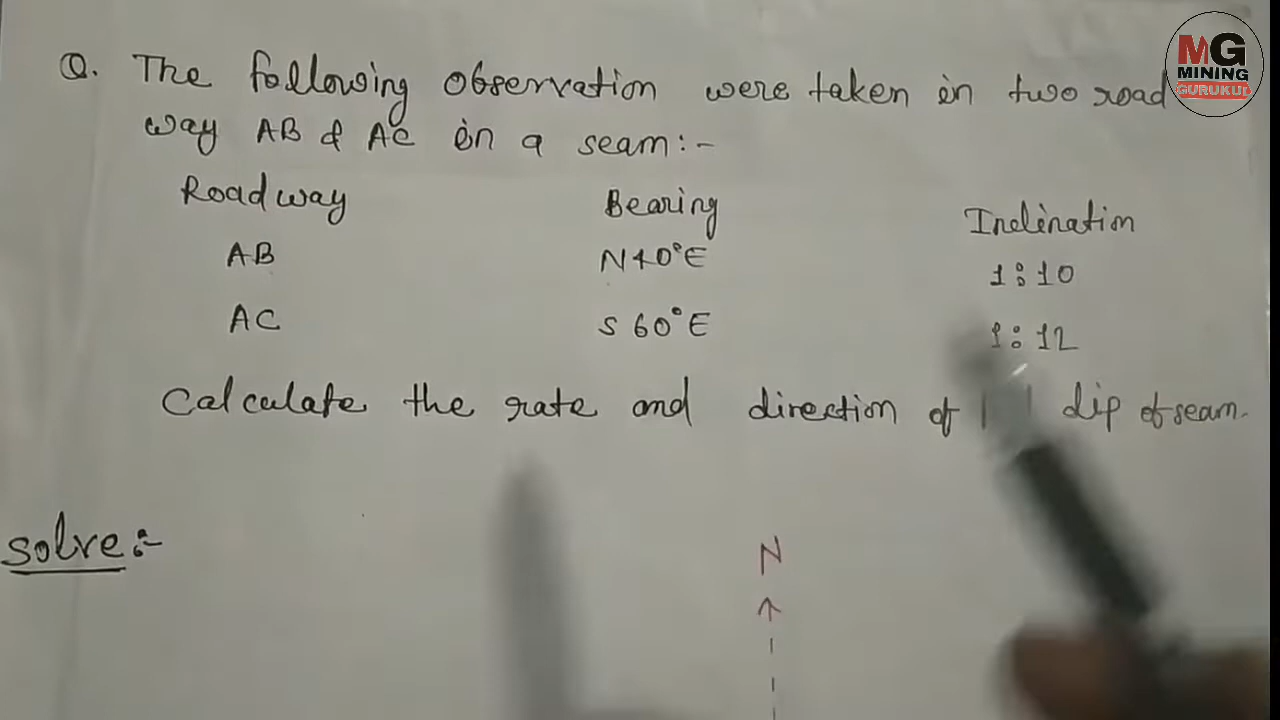 MG
MINING
GURUKUL
Q. The following observation were taken in two road
way AB & AC in a seam:-
Roadway Bearing Inclination
AB N40°E 1:10
AC S 60°E 1:12
Calculate the rate and direction of dip of seam.
Solve:-
N